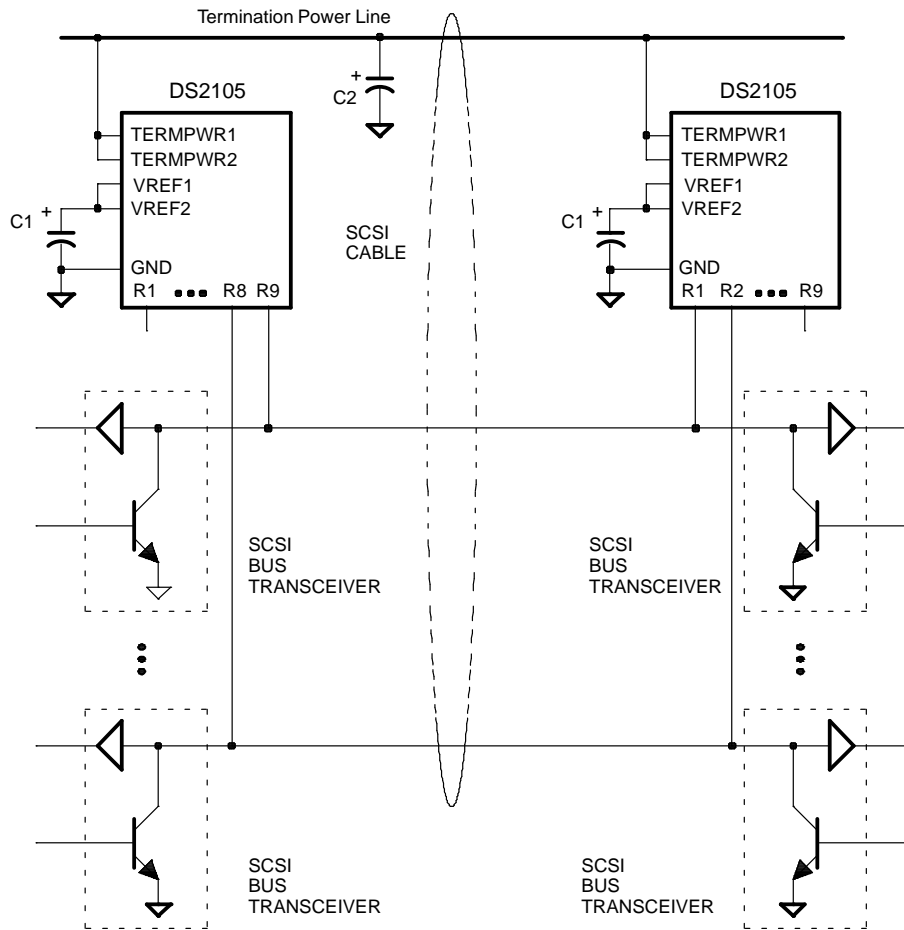 Termination Power Line
+
C2
DS2105
DS2105
TERMPWR1
TERMPWR2
VREF1
VREF2
GND
R1 R8 R9
+
C1
SCSI
CABLE
TERMPWR1
TERMPWR2
VREF1
VREF2
GND
R1 R2 R9
+
C1
SCSI
BUS
TRANSCEIVER
SCSI
BUS
TRANSCEIVER
SCSI
BUS
TRANSCEIVER
SCSI
BUS
TRANSCEIVER